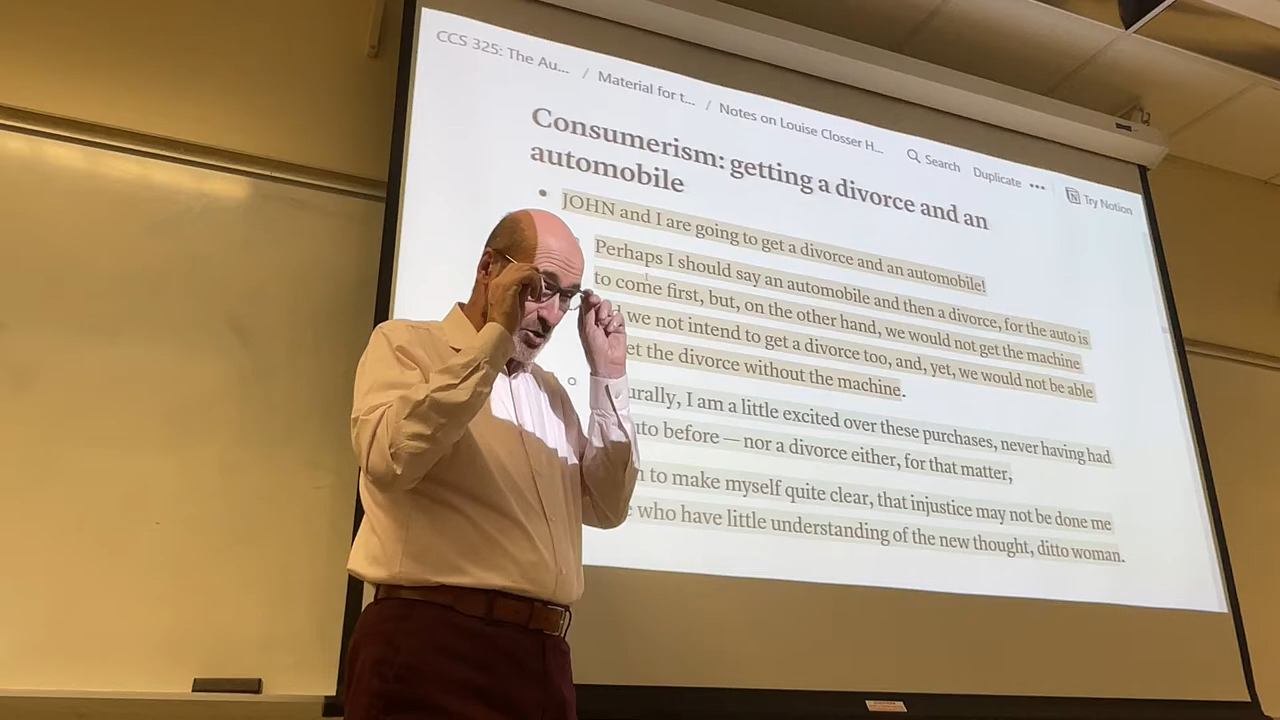 CCS 325: The Au... / Material for t... / Notes on Louise Closser H...
Search Duplicate ••• Try Notion
Consumerism: getting a divorce and an
automobile
JOHN and I are going to get a divorce and an automobile!
Perhaps I should say an automobile and then a divorce, for the auto is
to come first, but, on the other hand, we would not get the machine
we not intend to get a divorce too, and, yet, we would not be able
et the divorce without the machine.
urally, I am a little excited over these purchases, never having had
uto before — nor a divorce either, for that matter,
to make myself quite clear, that injustice may not be done me
who have little understanding of the new thought, ditto woman.